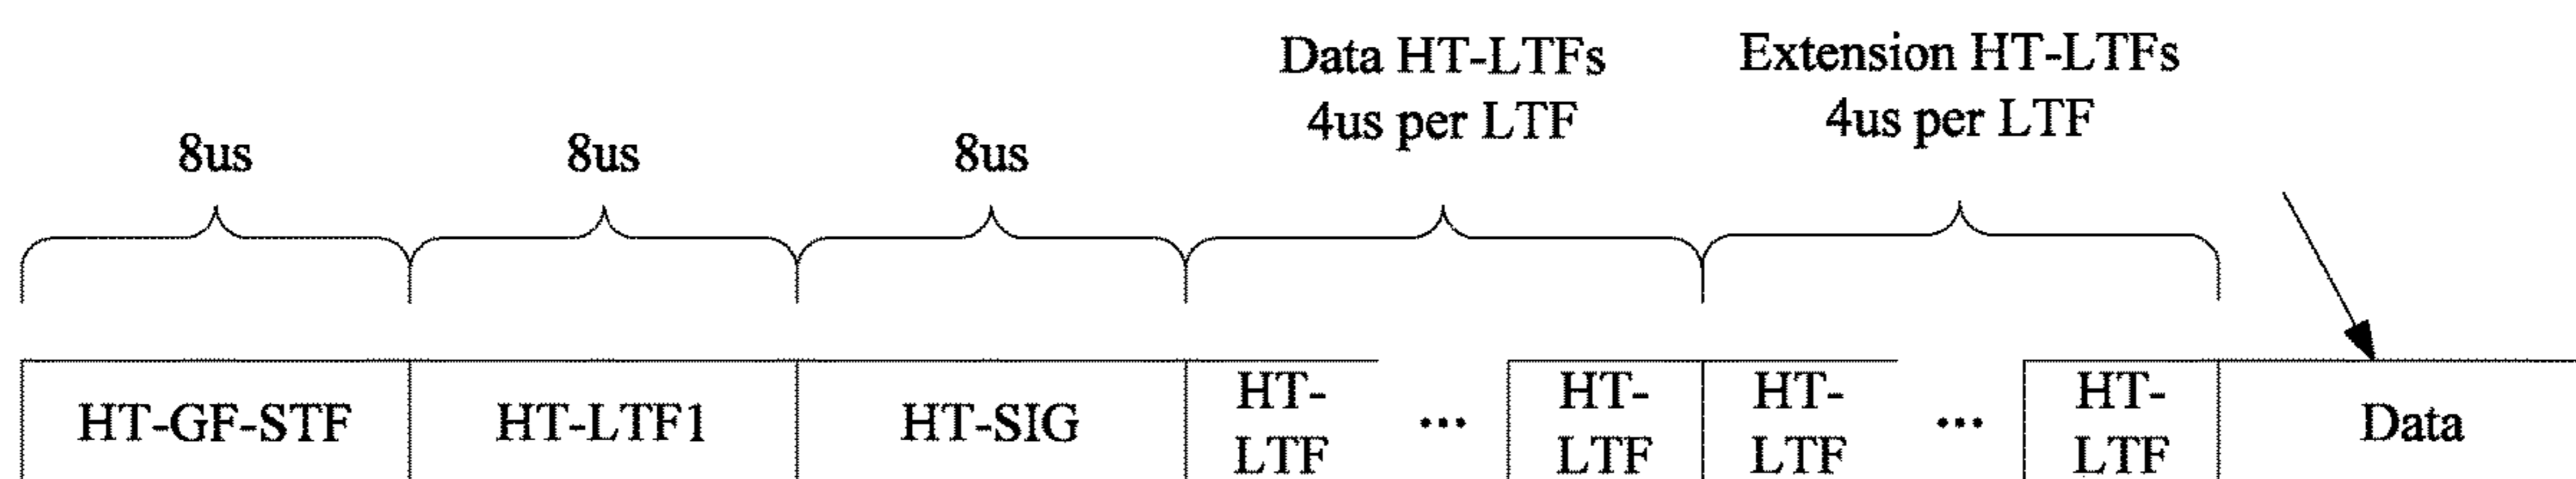 Data HT-LTFs
4us per LTF
Extension HT-LTFs
4us per LTF
8us
8us
8us
HT-GF-STF
HT-LTF1
HT-SIG
HT-
LTF
...
HT-
LTF
HT-
LTF
...
HT-
LTF
Data